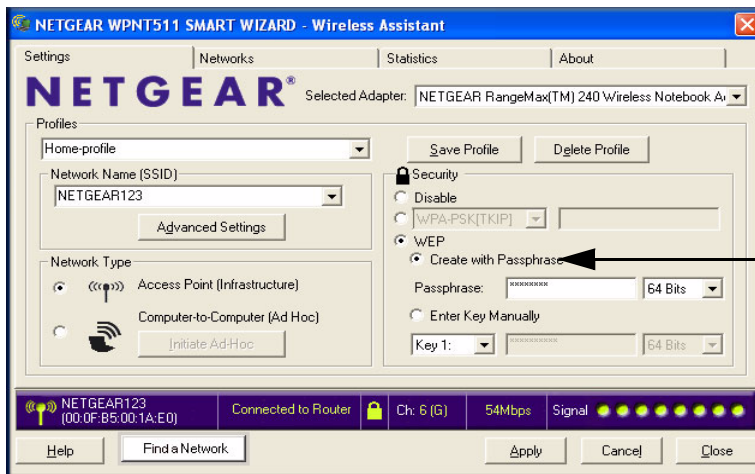 NETGEAR WPNT511 SMART WIZARD - Wireless Assistant
Settings Networks Statistics About
NETGEAR® Selected Adapter: NETGEAR RangeMax(TM) 240 Wireless Notebook
Profiles
Home-profile Save Profile Delete Profile
Network Name (SSID)
NETGEAR123
Advanced Settings
Network Type
Access Point (Infrastructure)
Computer-to-Computer (Ad Hoc)
Initiate Ad-Hoc
Security
Disable
WPA-PSK[TKIP]
WEP
Create with Passphrase
Passphrase: ******** 64 Bits
Enter Key Manually
Key 1: ********** 64 Bits
NETGEAR123
(00:0F:B5:00:1A:E0)
Connected to Router Ch: 6 (G) 54Mbps Signal
Help Find a Network Apply Cancel Close